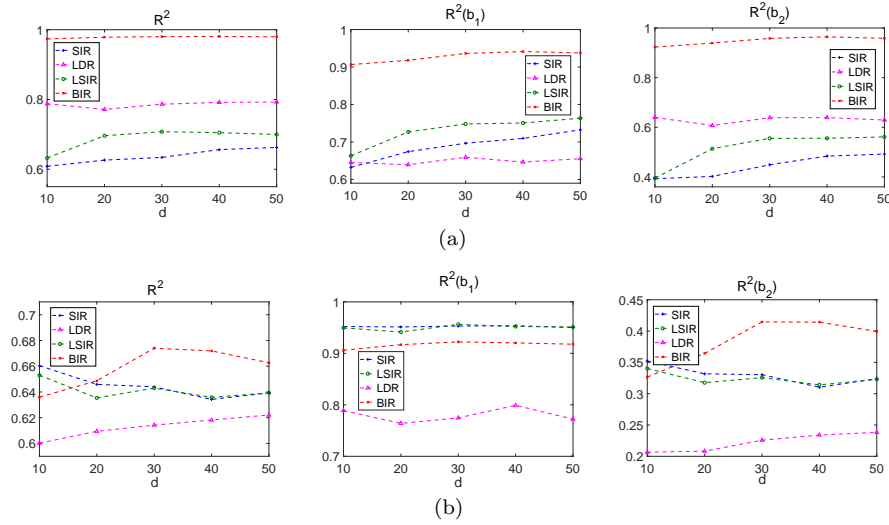 R²
1
0.8
0.6
10 20 30 40 50
d
SIR
LDR
LSIR
BIR
R²(b₁)
1
0.9
0.8
0.7
0.6
10 20 30 40 50
d
SIR
LDR
LSIR
BIR
R²(b₂)
1
0.8
0.6
0.4
10 20 30 40 50
d
SIR
LDR
LSIR
BIR
(a)
R²
0.7
0.68
0.66
0.64
0.62
0.6
10 20 30 40 50
d
SIR
LSIR
LDR
BIR
R²(b₁)
1
0.9
0.8
0.7
10 20 30 40 50
d
SIR
LSIR
LDR
BIR
R²(b₂)
0.45
0.4
0.35
0.3
0.25
0.2
10 20 30 40 50
d
SIR
LSIR
LDR
BIR
(b)